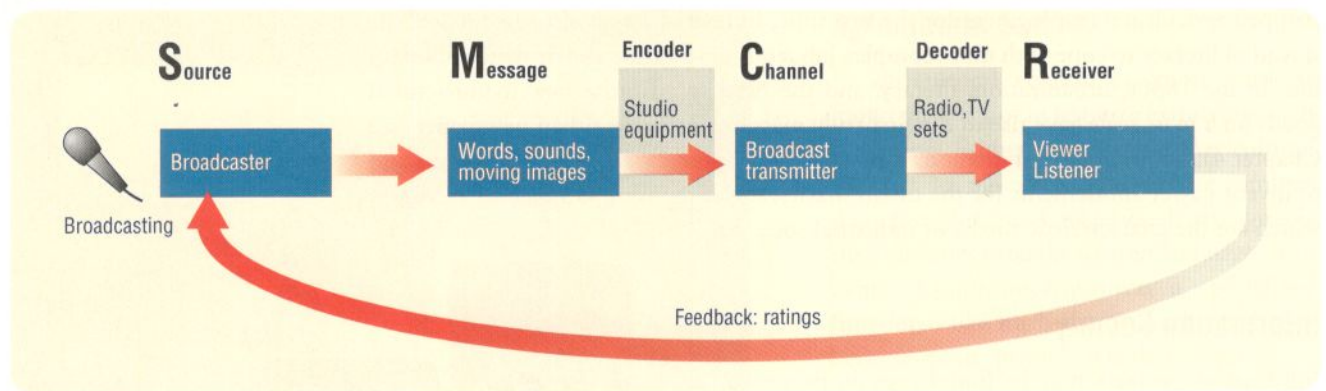 Source
Message
Encoder
Channel
Decoder
Receiver
Studio
equipment
Radio, TV
sets
Broadcaster
Words, sounds,
moving images
Broadcast
transmitter
Viewer
Listener
Broadcasting
Feedback: ratings